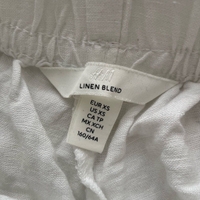 H&M
LINEN BLEND
EUR XS
US XS
CA TP
MX XCH
CN
160/64A